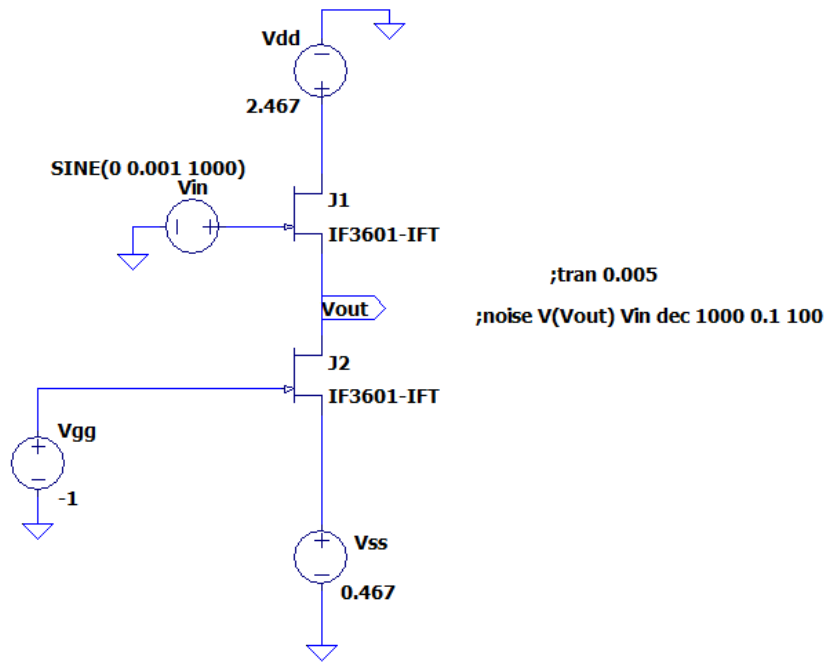 Vdd
2.467
SINE(0 0.001 1000)
Vin
J1
IF3601-IFT
;tran 0.005
Vout
;noise V(Vout) Vin dec 1000 0.1 100
J2
IF3601-IFT
Vgg
-1
Vss
0.467